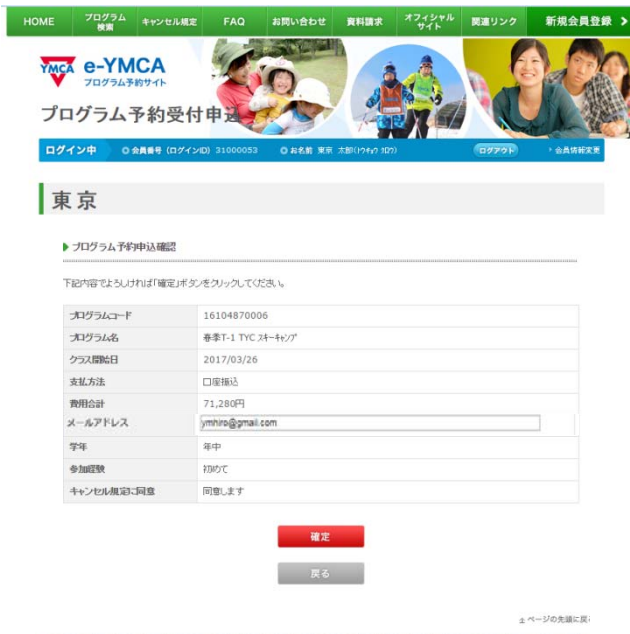 HOME プログラム検索 キャンセル規定 FAQ お問い合わせ 資料請求 オフィシャルサイト 関連リンク 新規会員登録
YMCA e-YMCA
プログラム予約サイト
プログラム予約受付申込
ログイン中 会員番号 (ログインID) 31000053 お名前 東京 太郎(トウキョウ タロウ) ログアウト 会員情報変更
東京
プログラム予約申込確認
下記内容でよろしければ「確定」ボタンをクリックしてください。
プログラムコード 16104870006
プログラム名 春季T-1 TYC スキーキャンプ
クラス開始日 2017/03/26
支払方法 口座振込
費用合計 71,280円
メールアドレス ymhiro@gmail.com
学年 年中
参加経験 初めて
キャンセル規定に同意 同意します
確定
戻る
ページの先頭に戻